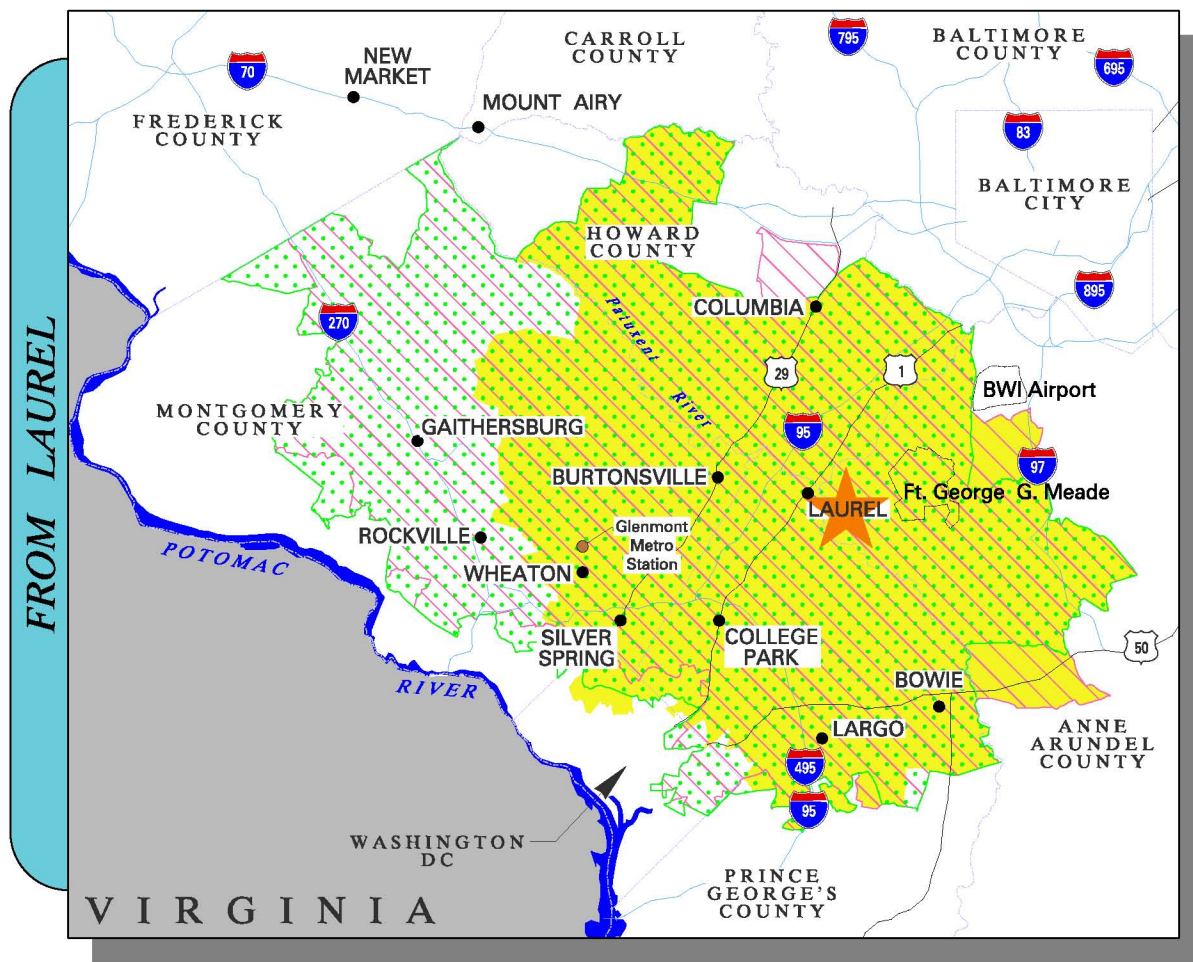 FROM LAUREL
CARROLL
COUNTY
795
BALTIMORE
COUNTY
695
NEW
MARKET
70
MOUNT AIRY
FREDERICK
COUNTY
83
BALTIMORE
CITY
HOWARD
COUNTY
895
COLUMBIA
Patuxent
River
270
29
1
BWI Airport
MONTGOMERY
COUNTY
GAITHERSBURG
95
97
BURTONSVILLE
LAUREL
Ft. George G. Meade
ROCKVILLE
Glenmont
Metro
Station
WHEATON
POTOMAC
RIVER
SILVER
SPRING
COLLEGE
PARK
50
BOWIE
LARGO
ANNE
ARUNDEL
COUNTY
495
95
WASHINGTON
DC
PRINCE
GEORGE'S
COUNTY
VIRGINIA